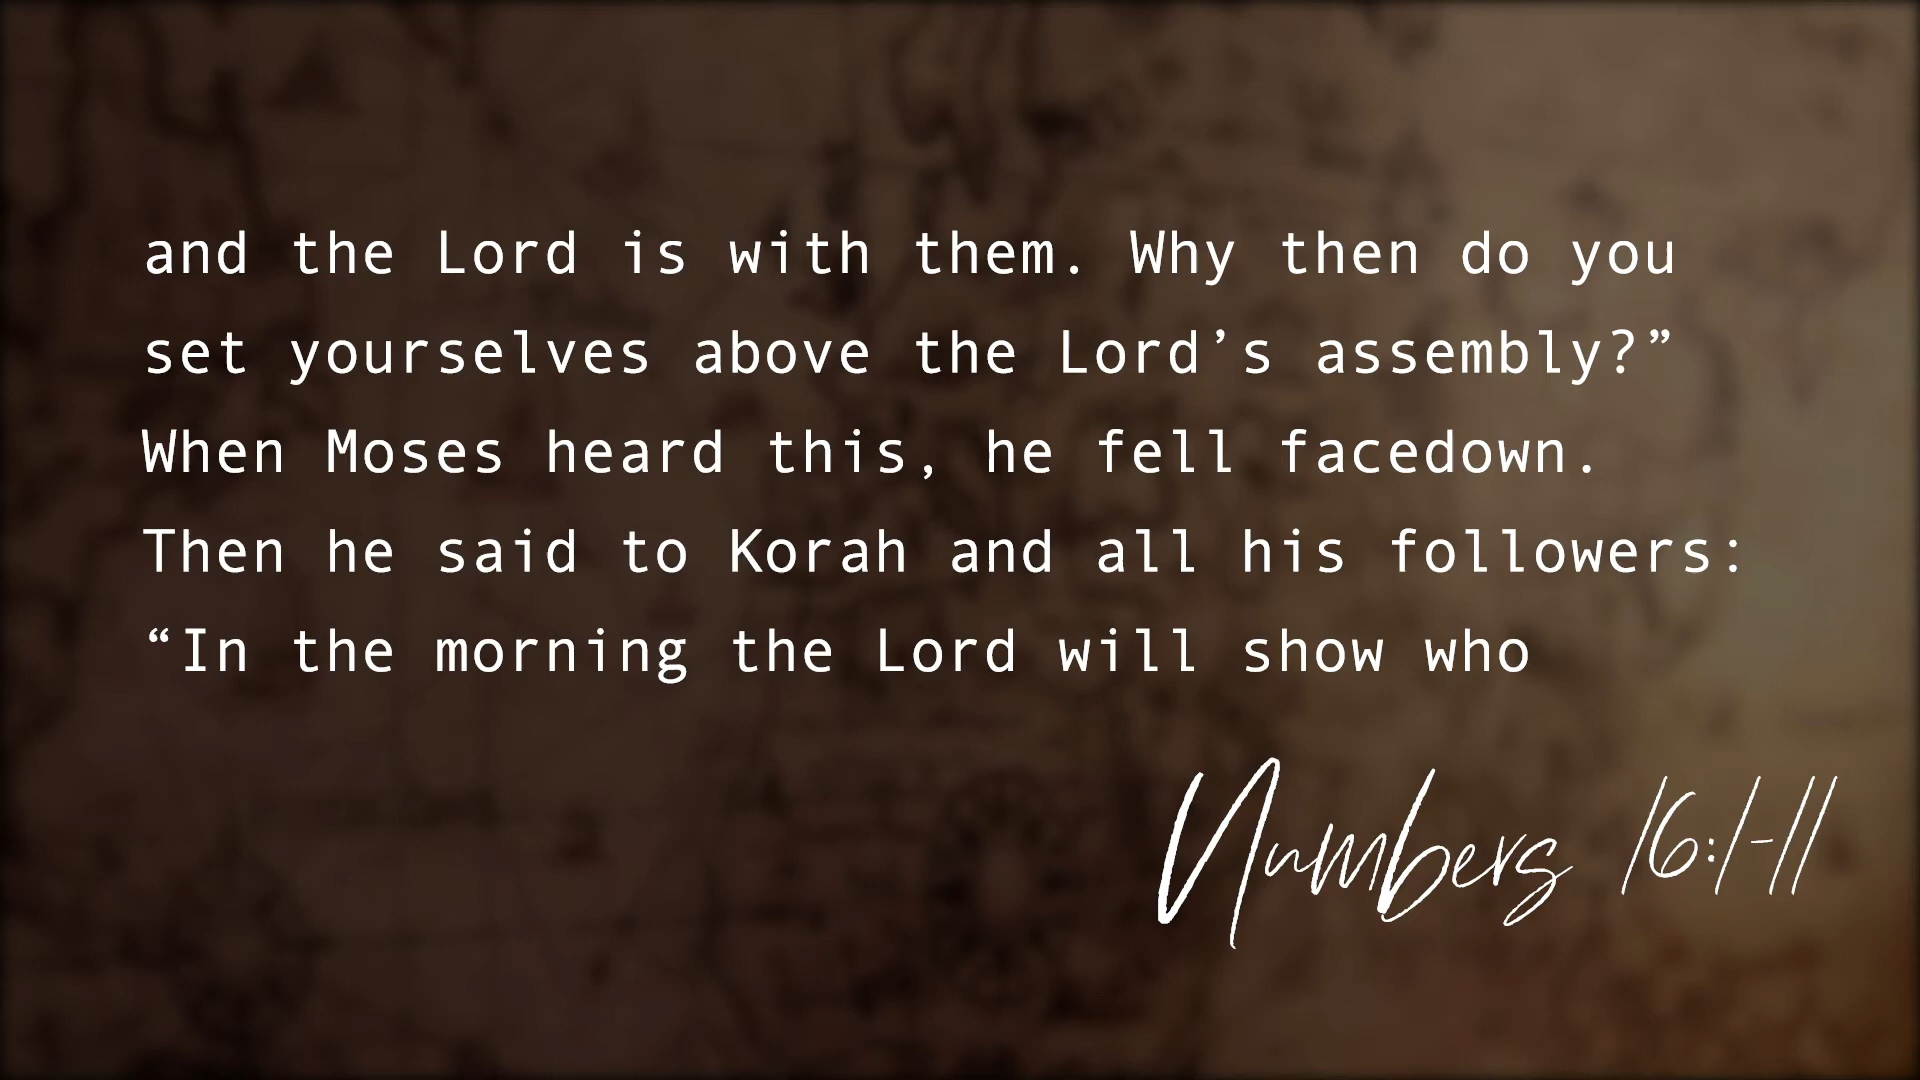 and the Lord is with them. Why then do you
set yourselves above the Lord’s assembly?”
When Moses heard this, he fell facedown.
Then he said to Korah and all his followers:
“In the morning the Lord will show who
Numbers 16:1-11